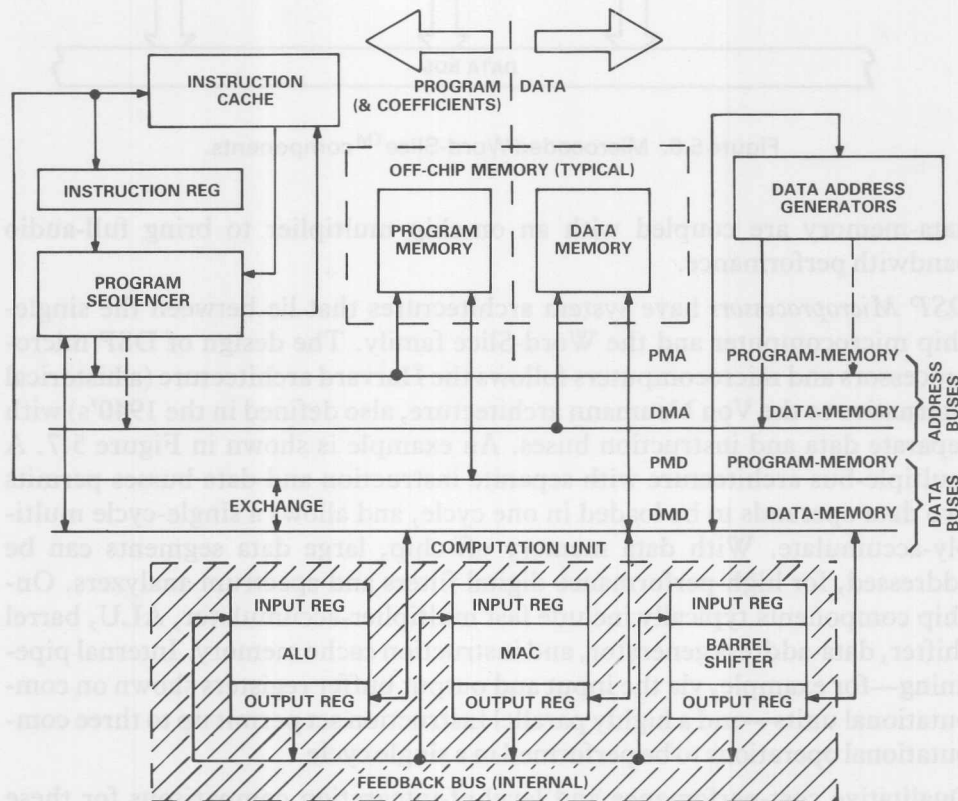 INSTRUCTION
CACHE
PROGRAM
(& COEFFICIENTS)
DATA
OFF-CHIP MEMORY (TYPICAL)
INSTRUCTION REG
PROGRAM
MEMORY
DATA
MEMORY
DATA ADDRESS
GENERATORS
PROGRAM
SEQUENCER
PMA PROGRAM-MEMORY
DMA DATA-MEMORY
ADDRESS
BUSES
PMD PROGRAM-MEMORY
DMD DATA-MEMORY
DATA
BUSES
EXCHANGE
COMPUTATION UNIT
INPUT REG
ALU
OUTPUT REG
INPUT REG
MAC
OUTPUT REG
INPUT REG
BARREL
SHIFTER
OUTPUT REG
FEEDBACK BUS (INTERNAL)